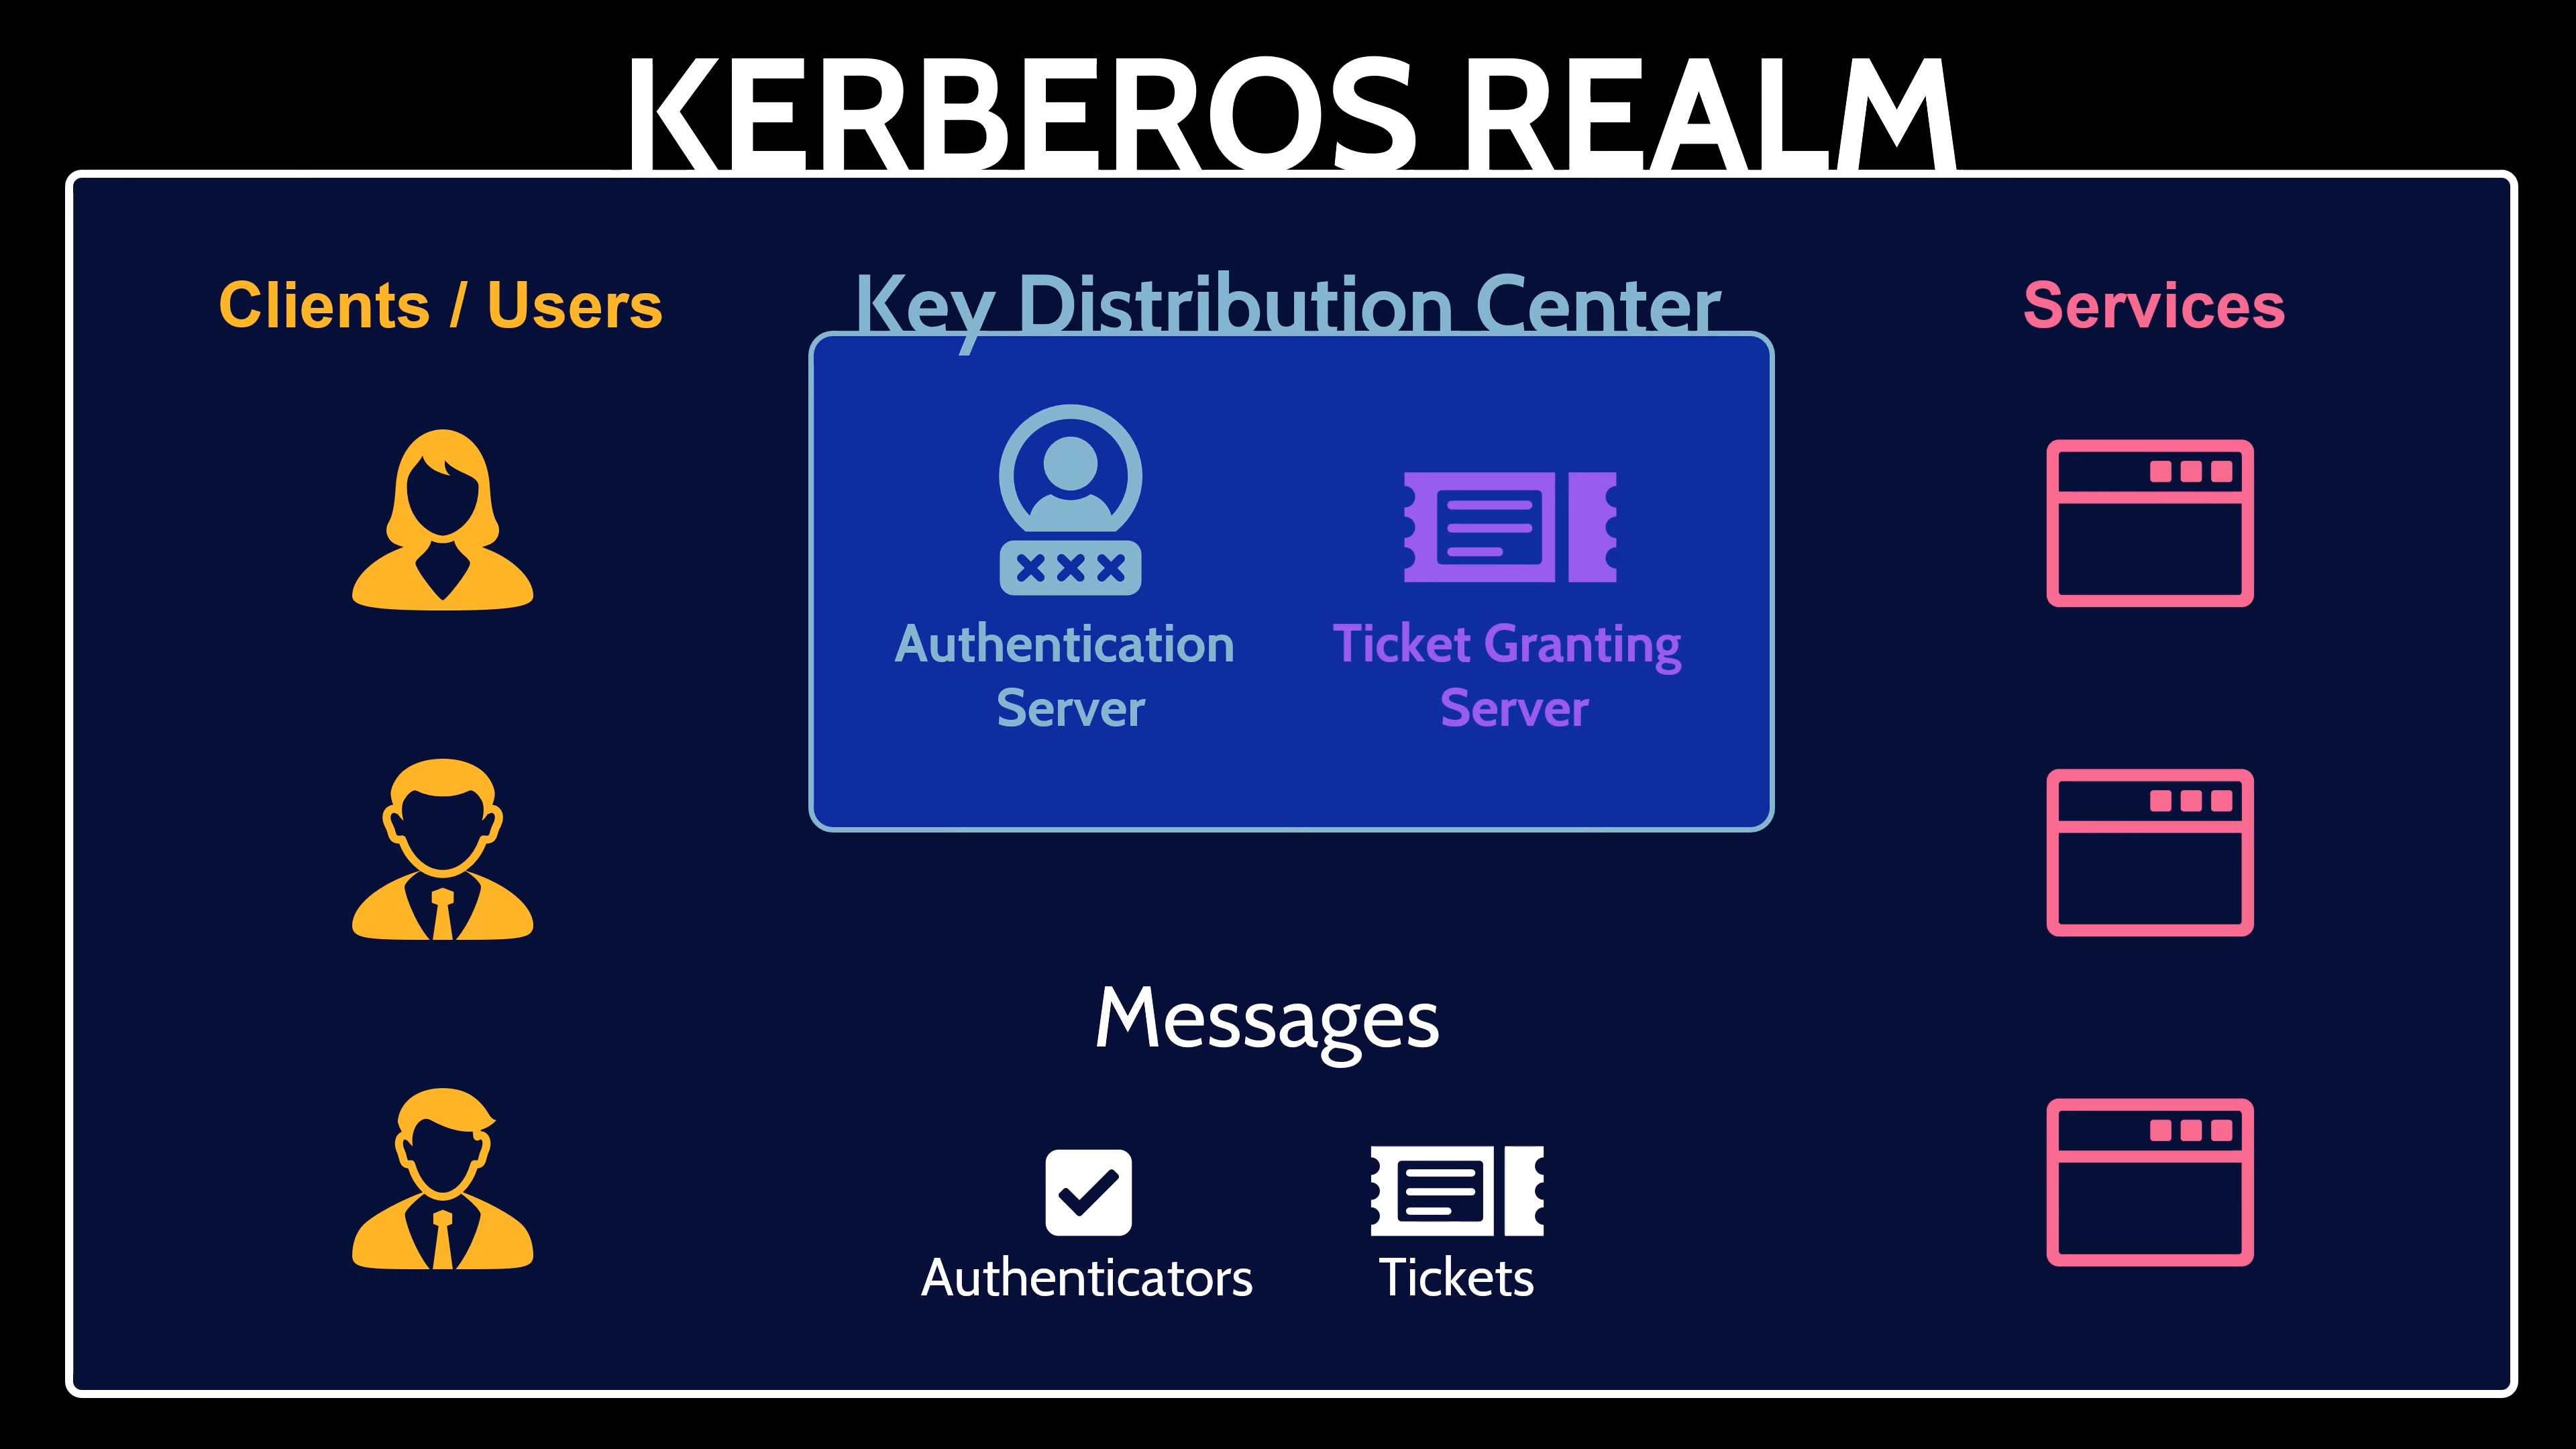 KERBEROS REALM
Clients / Users
Key Distribution Center
Services
Authentication
Server
Ticket Granting
Server
Messages
Authenticators
Tickets